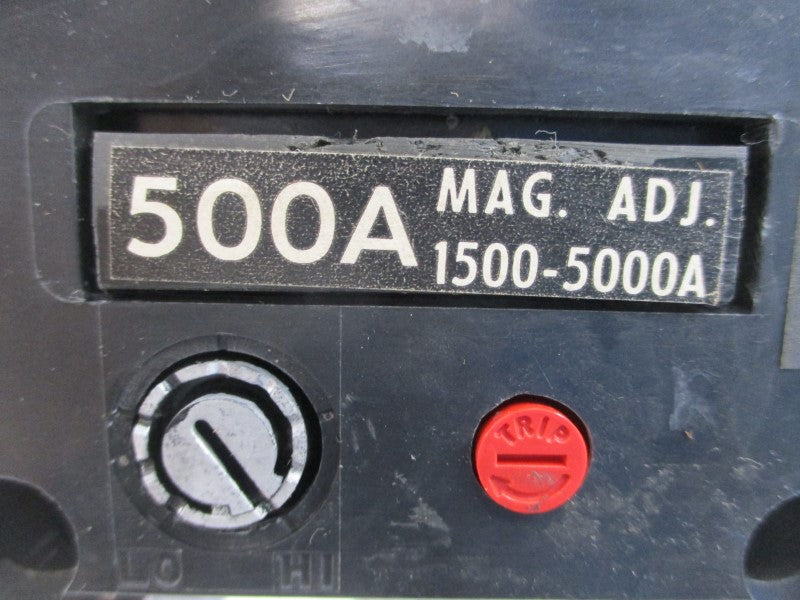 500A
MAG. ADJ.
1500-5000A
TRIP
LO HI